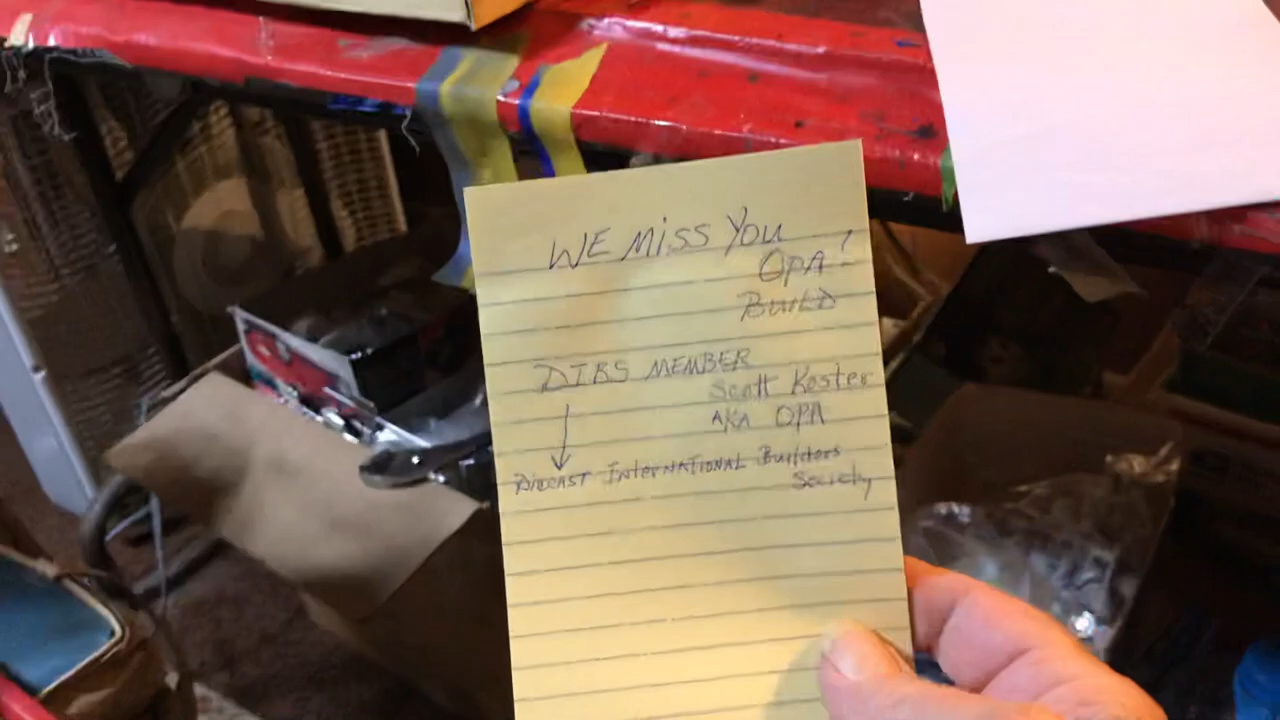 WE MISS YOU
OPA!
BUILD
DIBS MEMBER
Scott Koster
AKA OPA
DIECAST INTERNATIONAL Builders
Society